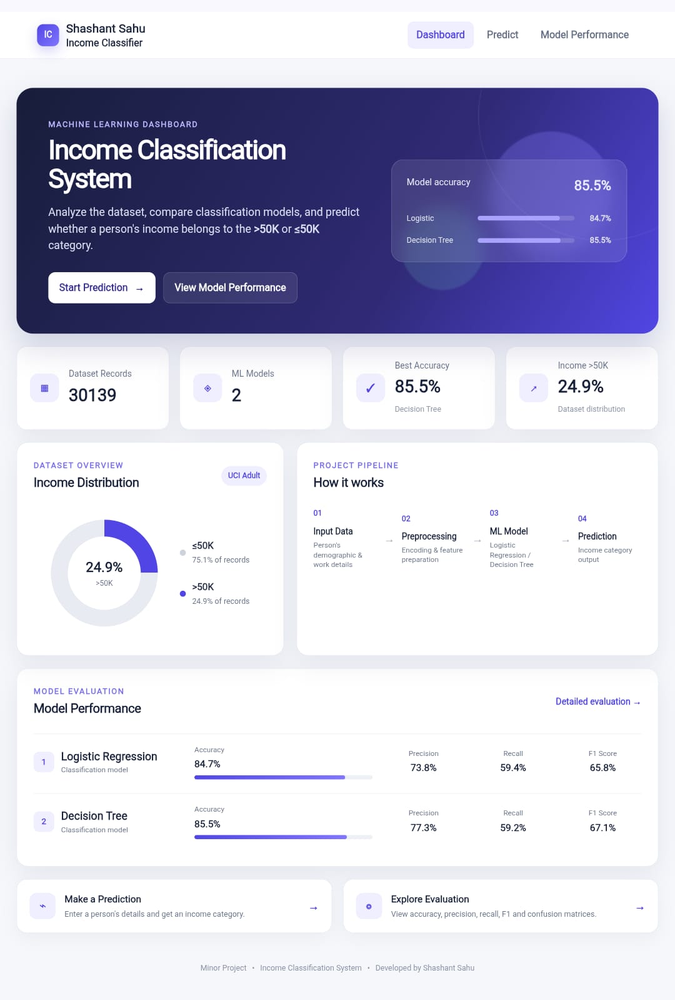 IC
Shashant Sahu
Income Classifier
Dashboard
Predict
Model Performance
MACHINE LEARNING DASHBOARD
Income Classification
System
Analyze the dataset, compare classification models, and predict
whether a person's income belongs to the >50K or ≤50K
category.
Start Prediction →
View Model Performance
Model accuracy
85.5%
Logistic
84.7%
Decision Tree
85.5%
Dataset Records
30139
ML Models
2
✓
Best Accuracy
85.5%
Decision Tree
Income >50K
24.9%
Dataset distribution
DATASET OVERVIEW
Income Distribution
UCI Adult
24.9%
>50K
≤50K
75.1% of records
>50K
24.9% of records
PROJECT PIPELINE
How it works
01
Input Data
Person's
demographic &
work details
→
02
Preprocessing
Encoding & feature
preparation
→
03
ML Model
Logistic
Regression /
Decision Tree
→
04
Prediction
Income category
output
MODEL EVALUATION
Model Performance
Detailed evaluation →
1
Logistic Regression
Classification model
Accuracy
84.7%
Precision
73.8%
Recall
59.4%
F1 Score
65.8%
2
Decision Tree
Classification model
Accuracy
85.5%
Precision
77.3%
Recall
59.2%
F1 Score
67.1%
Make a Prediction
Enter a person's details and get an income category.
→
Explore Evaluation
View accuracy, precision, recall, F1 and confusion matrices.
→
Minor Project • Income Classification System • Developed by Shashant Sahu